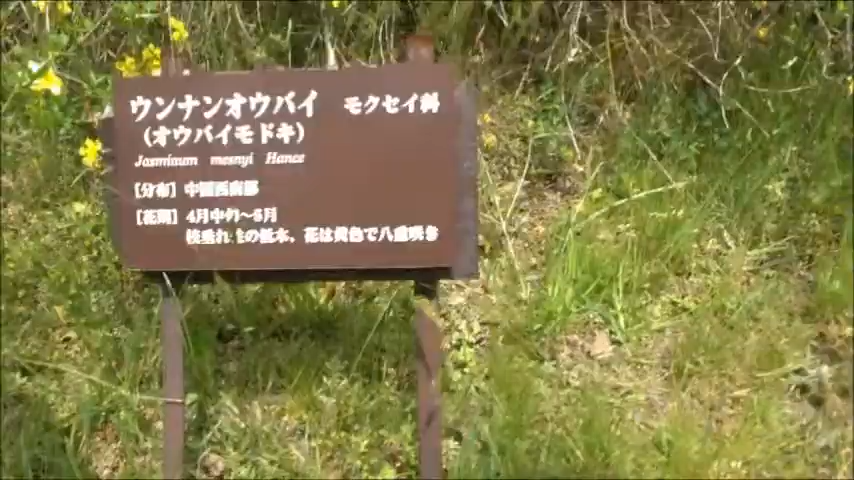 ウンナンオウバイ モクセイ科
(オウバイモドキ)
Jasminum mesnyi Hance
[分布] 中国西南部
[花期] 4月中旬～5月
枝垂れ性の低木，花は黄色で八重咲き